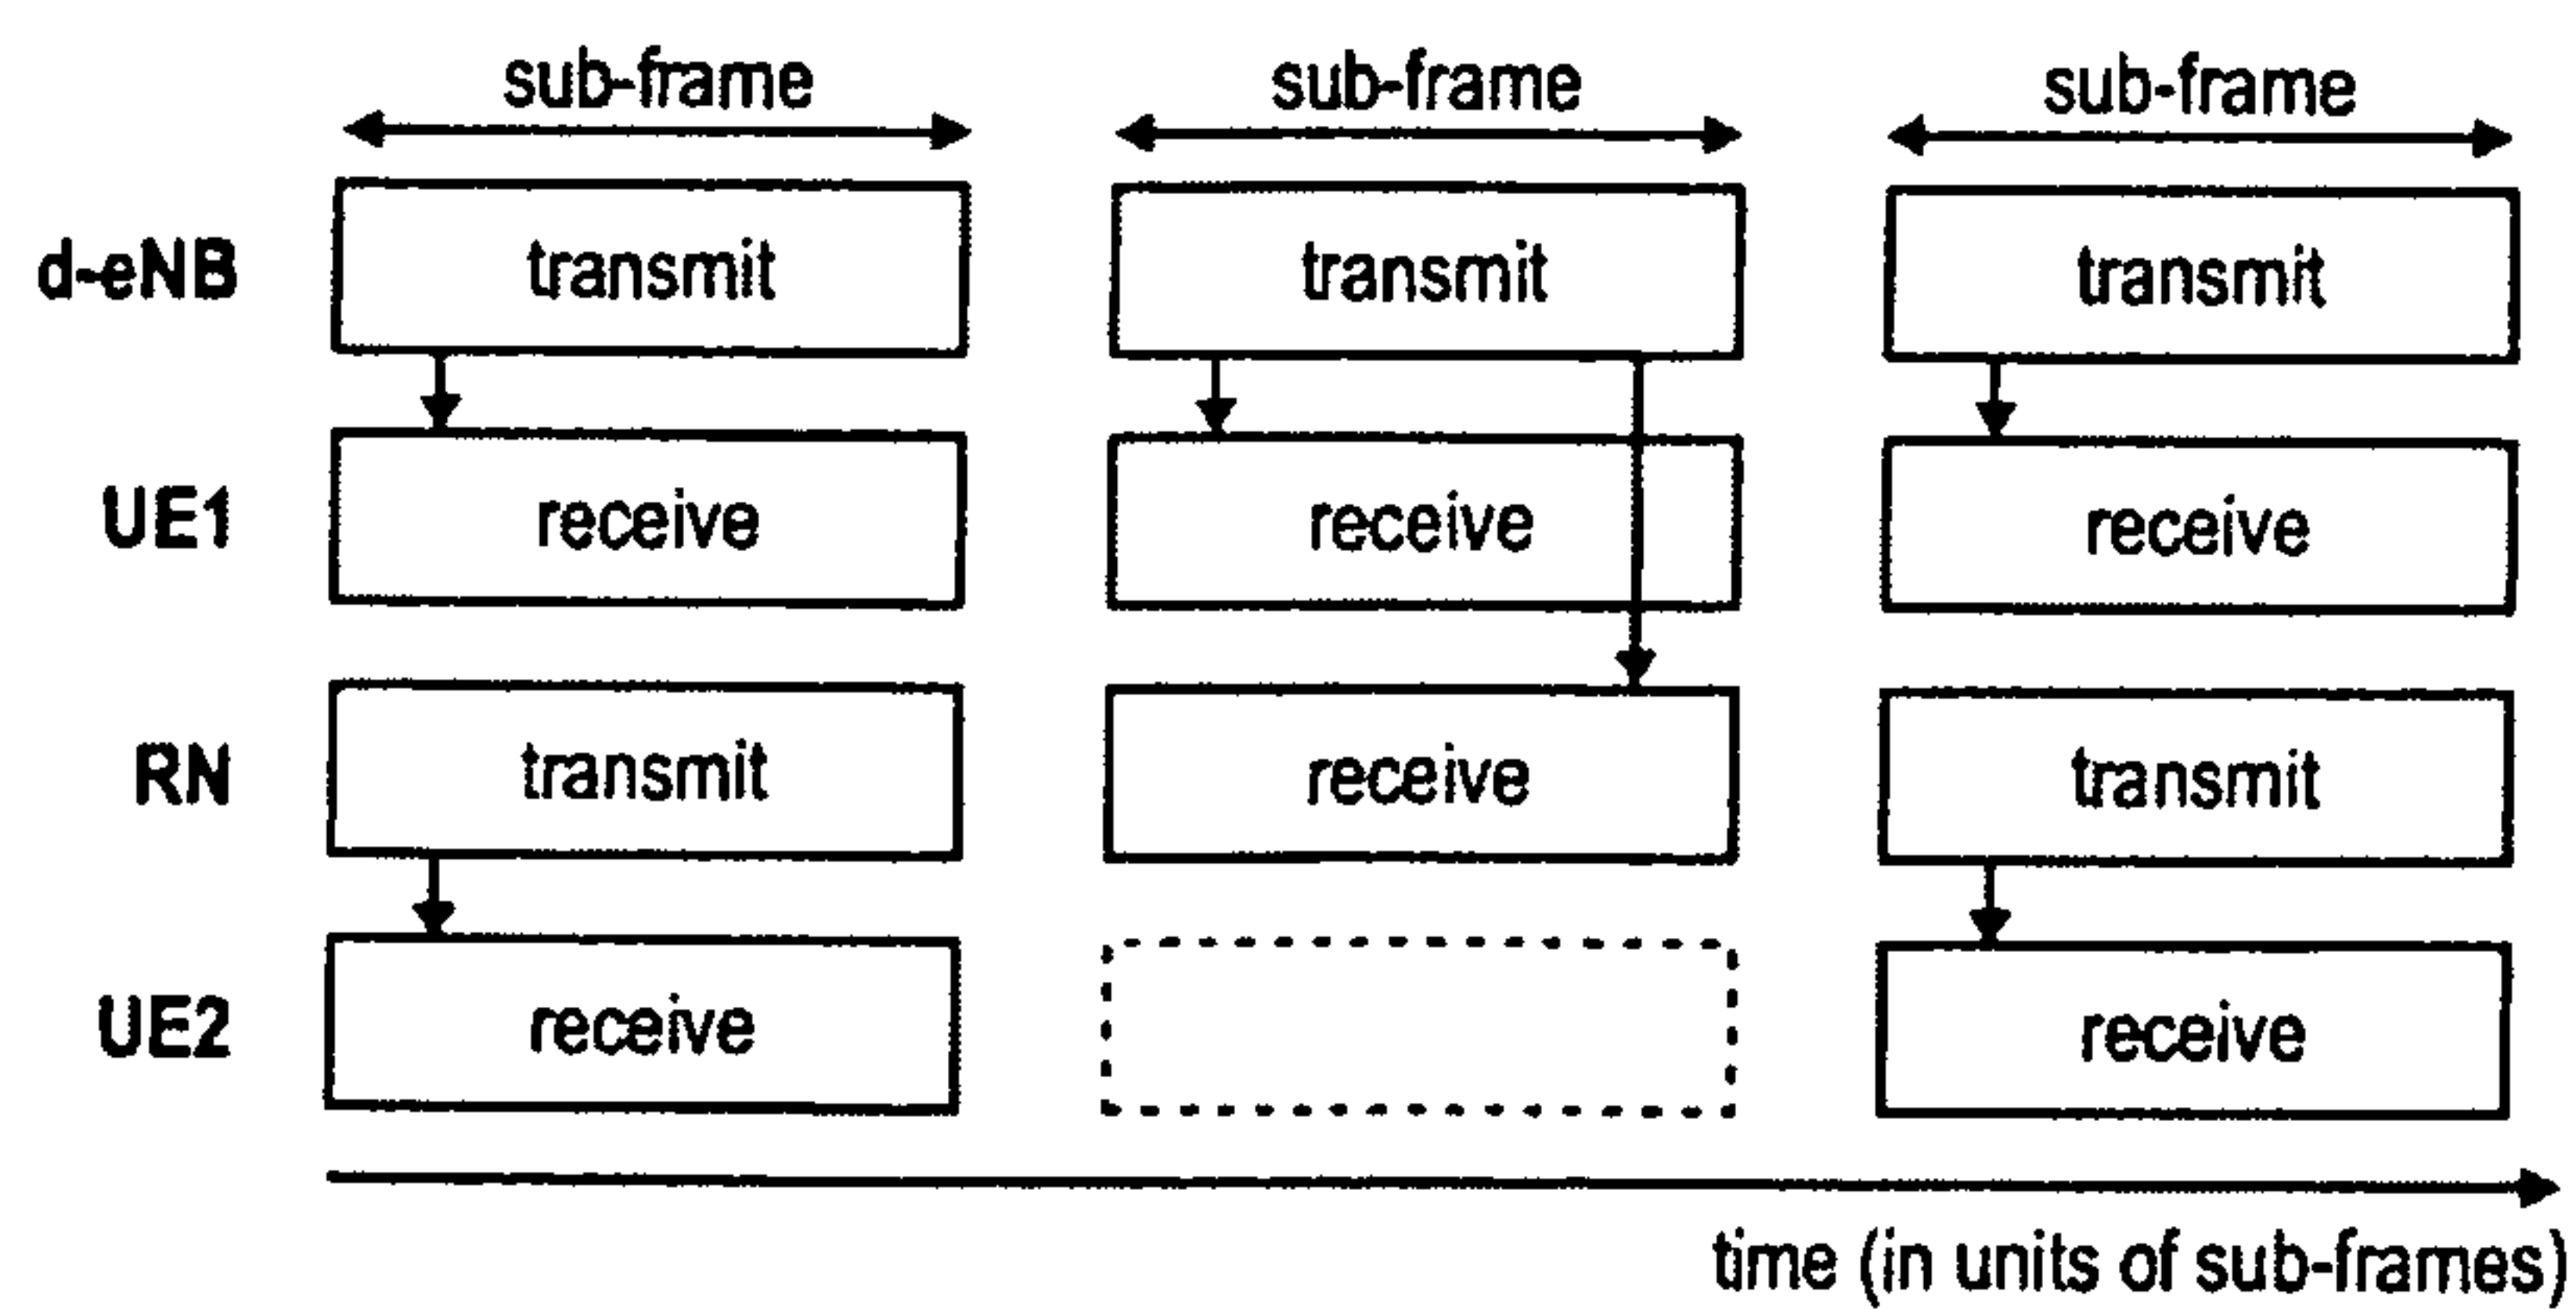 sub-frame sub-frame sub-frame
d-eNB transmit transmit transmit
UE1 receive receive receive
RN transmit receive transmit
UE2 receive receive
time (in units of sub-frames)